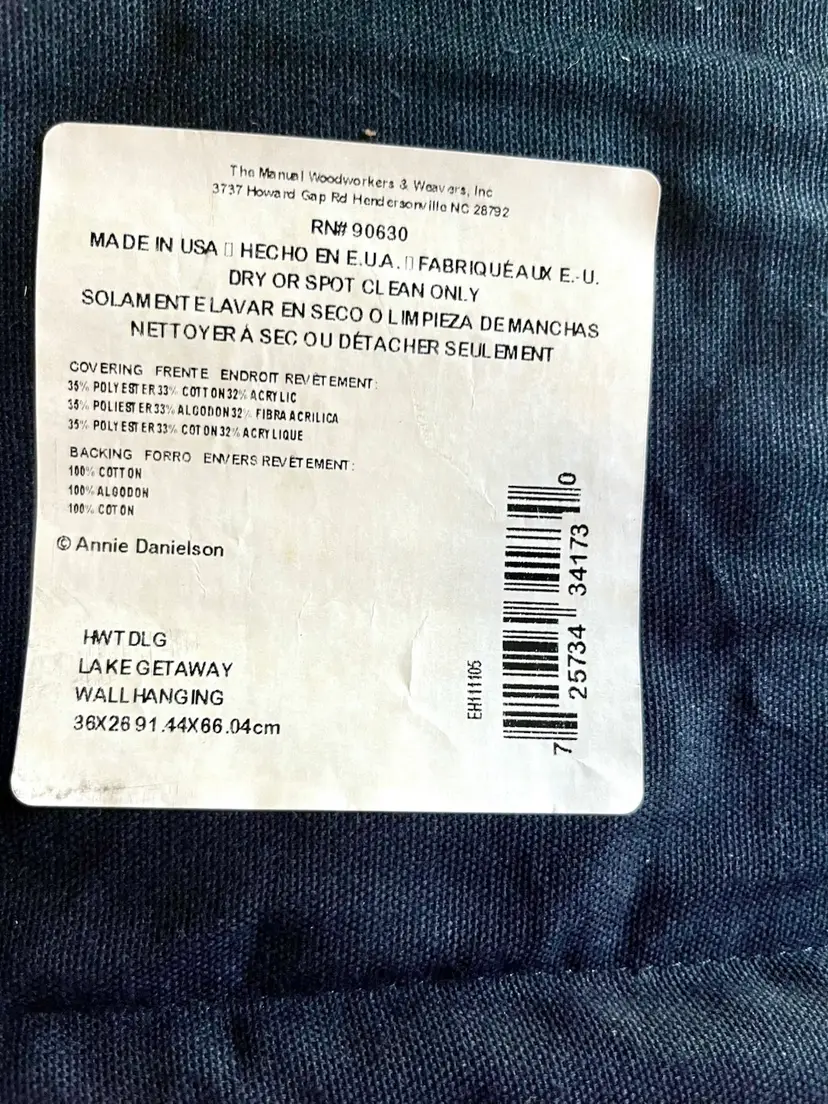 The Manual Woodworkers & Weavers, Inc
3737 Howard Gap Rd Hendersonville NC 28792
RN# 90630
MADE IN USA ▯ HECHO EN E.U.A. ▯ FABRIQUÉ AUX E.-U.
DRY OR SPOT CLEAN ONLY
SOLAMENTE LAVAR EN SECO O LIMPIEZA DE MANCHAS
NETTOYER À SEC OU DÉTACHER SEULEMENT
COVERING FRENTE ENDROIT REVÊTEMENT:
35% POLYESTER 33% COTTON 32% ACRYLIC
35% POLIESTER 33% ALGODON 32% FIBRA ACRILICA
35% POLYESTER 33% COTON 32% ACRYLIQUE
BACKING FORRO ENVERS REVÊTEMENT:
100% COTTON
100% ALGODON
100% COTON
© Annie Danielson
HWTDLG
LAKE GETAWAY
WALLHANGING
36X26 91.44X66.04cm
EH111105
7 25734 34173 0